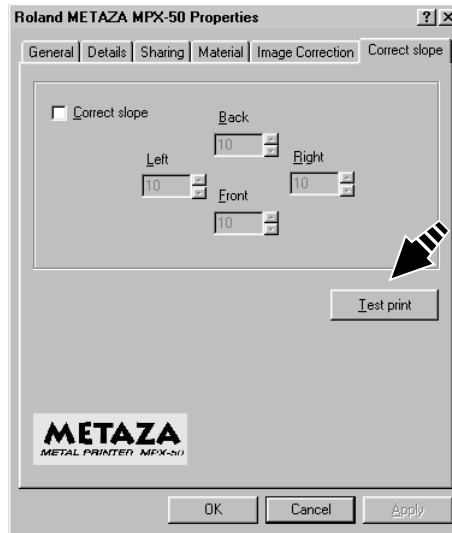 Roland METAZA MPX-50 Properties
General Details Sharing Material Image Correction Correct slope
Correct slope
Back
10
Left
Right
10
10
Front
10
Test print
METAZA
METAL PRINTER MPX-50
OK Cancel Apply